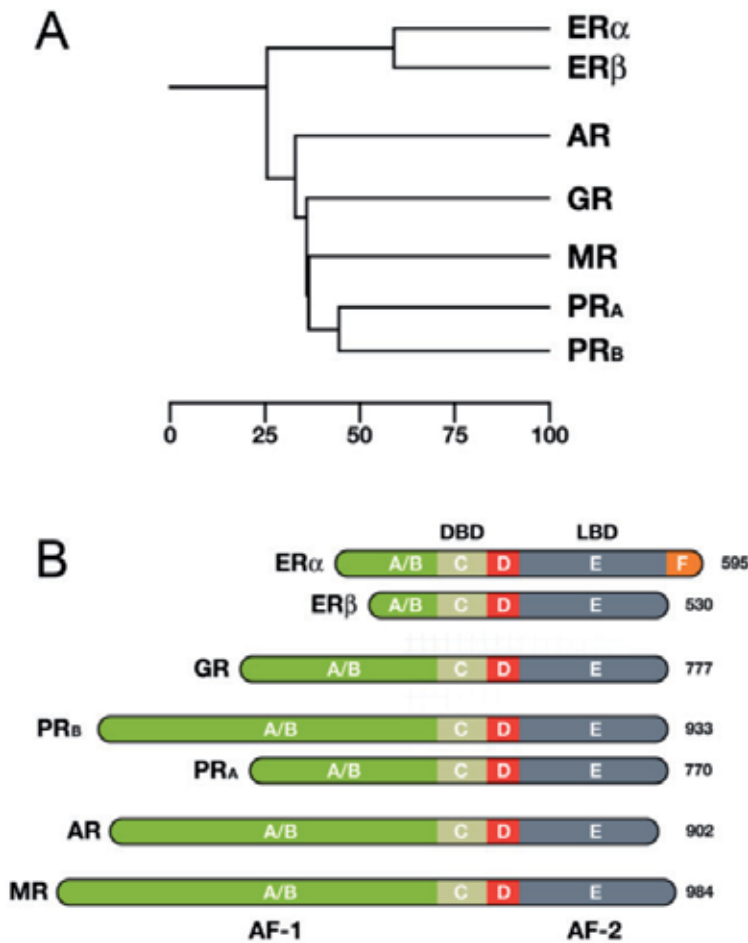 A
ERα
ERβ
AR
GR
MR
PRA
PRB
0 25 50 75 100
B
DBD LBD
ERα A/B C D E F 595
ERβ A/B C D E 530
GR A/B C D E 777
PRB A/B C D E 933
PRA A/B C D E 770
AR A/B C D E 902
MR A/B C D E 984
AF-1 AF-2